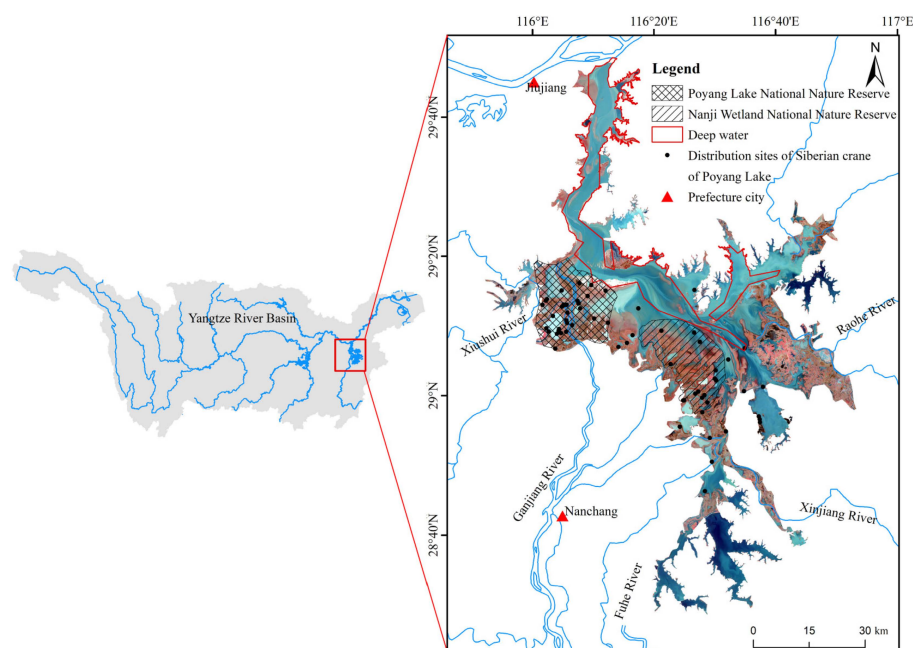 116°E
116°20'E
116°40'E
117°E
N
Jiujiang
Legend
Poyang Lake National Nature Reserve
Nanji Wetland National Nature Reserve
Deep water
Distribution sites of Siberian crane
of Poyang Lake
Prefecture city
29°40'N
29°20'N
29°0'N
28°40'N
Yangtze River Basin
Xiushui River
Raohe River
Ganjiang River
Nanchang
Xinjiang River
Fuhe River
0 15 30 km